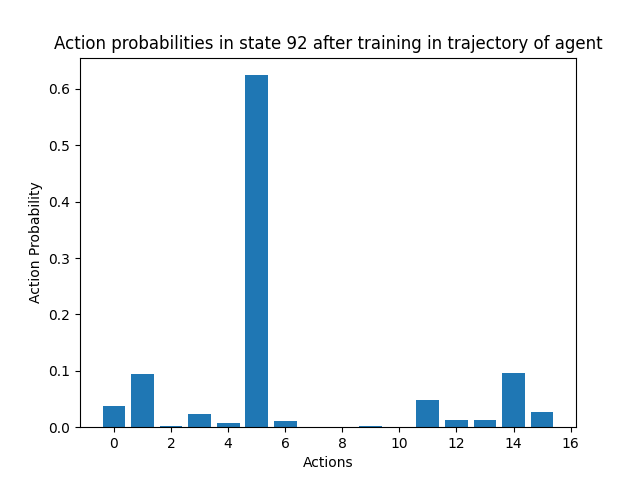 Action probabilities in state 92 after training in trajectory of agent
Action Probability
0.6
0.5
0.4
0.3
0.2
0.1
0.0
0 2 4 6 8 10 12 14 16
Actions